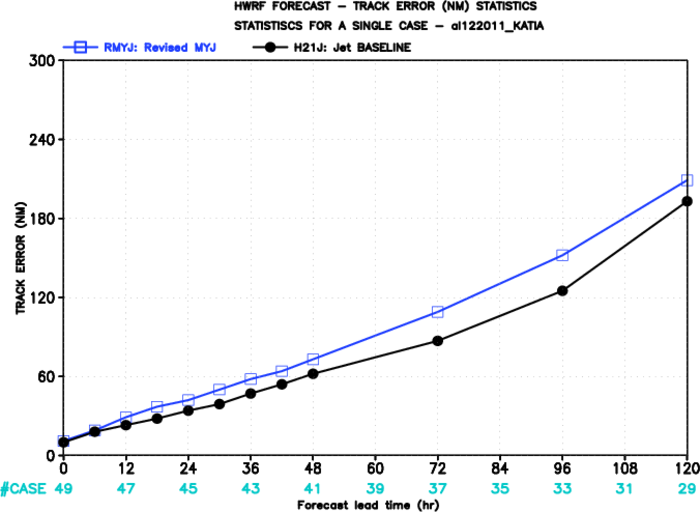 HWRF FORECAST – TRACK ERROR (NM) STATISTICS
STATISTISCS FOR A SINGLE CASE – al122011_KATIA
RMYJ: Revised MYJ H21J: Jet BASELINE
300
240
180
120
60
0
TRACK ERROR (NM)
0 12 24 36 48 60 72 84 96 108 120
#CASE 49 47 45 43 41 39 37 35 33 31 29
Forecast lead time (hr)